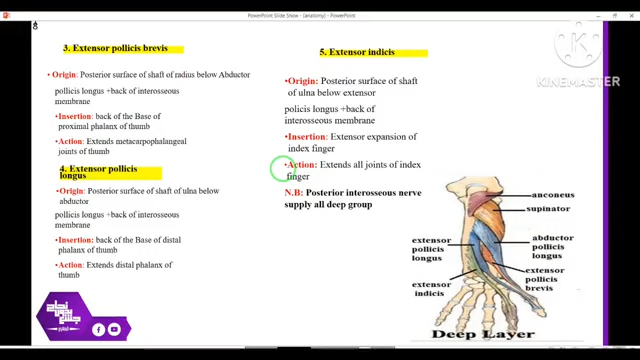 PowerPoint Slide Show - (anatomy) - PowerPoint
3. Extensor pollicis brevis
• Origin: Posterior surface of shaft of radius below Abductor
pollicis longus +back of interosseous
membrane
•Insertion: back of the Base of
proximal phalanx of thumb
•Action: Extends metacarpophalangeal
joints of thumb
4. Extensor pollicis
longus
•Origin: Posterior surface of shaft of ulna below
abductor
pollicis longus +back of interosseous
membrane
•Insertion: back of the Base of distal
phalanx of thumb
•Action: Extends distal phalanx of
thumb
5. Extensor indicis
•Origin: Posterior surface of shaft
of ulna below extensor
policis longus +back of
interosseous membrane
•Insertion: Extensor expansion of
index finger
•Action: Extends all joints of index
finger
N.B: Posterior interosseous nerve
supply all deep group
anconeus
supinator
extensor
pollicis
longus
abductor
pollicis
longus
extensor
pollicis
brevis
extensor
indicis
Deep Layer
Made with
KINEMASTER